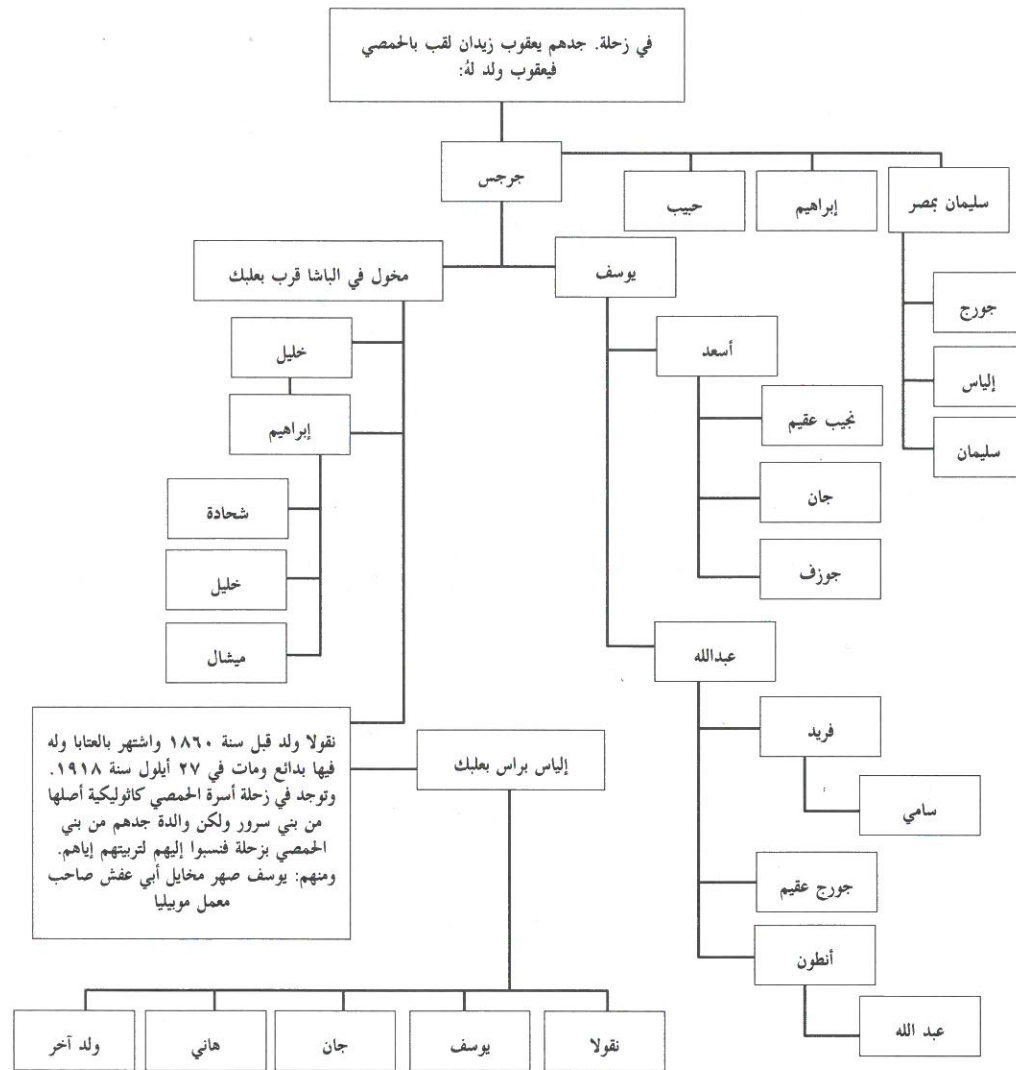 في زحلة. جدهم يعقوب زيدان لقب بالحمصي
فيعقوب ولد لهُ:
جرجس
سليمان بمصر
إبراهيم
حبيب
جورج
إلياس
سليمان
يوسف
مخول في الباشا قرب بعلبك
أسعد
نجيب عقيم
جان
جوزف
عبدالله
فريد
سامي
جورج عقيم
أنطون
عبد الله
خليل
إبراهيم
شحادة
خليل
ميشال
نقولا ولد قبل سنة ١٨٦٠ واشتهر بالعتابا وله
فيها بدائع ومات في ٢٧ أيلول سنة ١٩١٨.
وتوجد في زحلة أسرة الحمصي كاثوليكية أصلها
من بني سرور ولكن والدة جدهم من بني
الحمصي بزحلة فنسبوا إليهم لتربيتهم إياهم.
ومنهم: يوسف صهر مخايل أبي عفش صاحب
معمل موبيليا
إلياس براس بعلبك
نقولا
يوسف
جان
هاني
ولد آخر